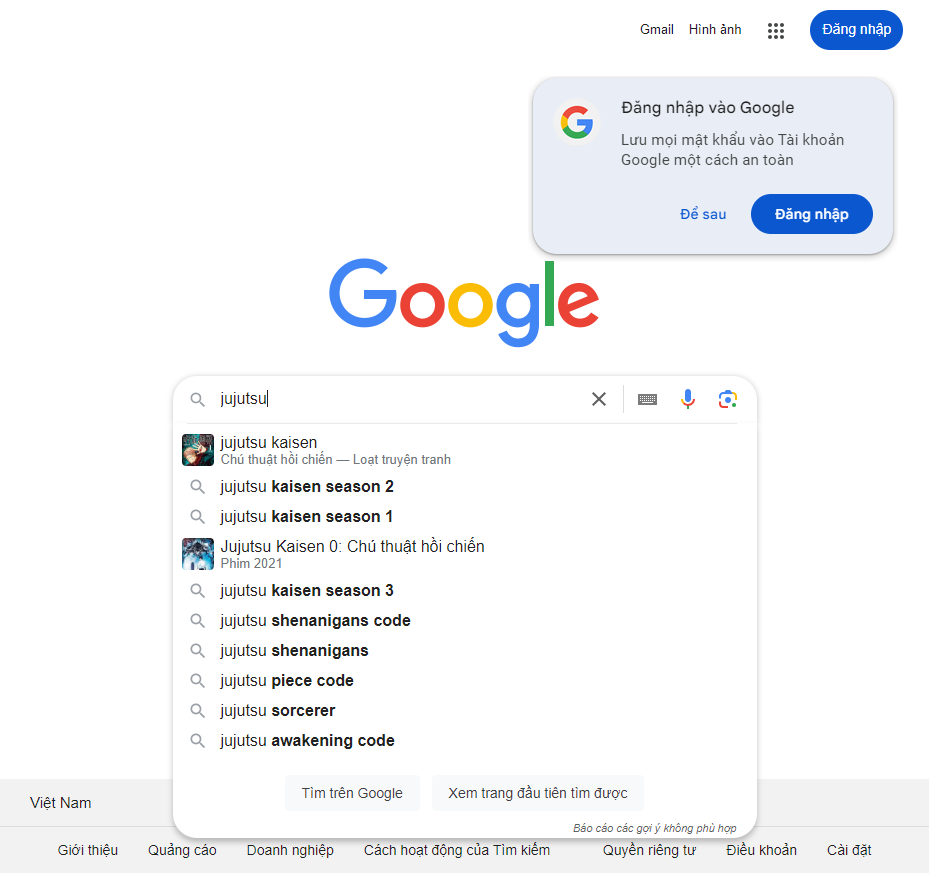 Gmail Hình ảnh Đăng nhập
Đăng nhập vào Google
Lưu mọi mật khẩu vào Tài khoản
Google một cách an toàn
Để sau Đăng nhập
Google
jujutsu
jujutsu kaisen
Chú thuật hồi chiến — Loạt truyện tranh
jujutsu kaisen season 2
jujutsu kaisen season 1
Jujutsu Kaisen 0: Chú thuật hồi chiến
Phim 2021
jujutsu kaisen season 3
jujutsu shenanigans code
jujutsu shenanigans
jujutsu piece code
jujutsu sorcerer
jujutsu awakening code
Tìm trên Google Xem trang đầu tiên tìm được
Việt Nam
Báo cáo các gợi ý không phù hợp
Giới thiệu Quảng cáo Doanh nghiệp Cách hoạt động của Tìm kiếm Quyền riêng tư Điều khoản Cài đặt